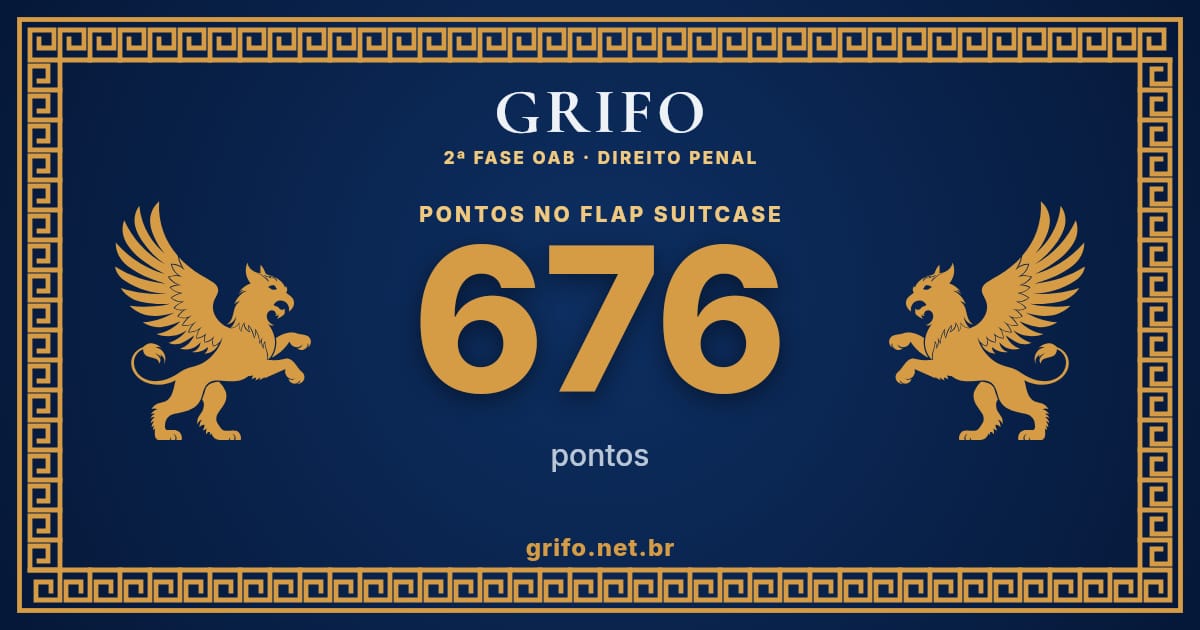 GRIFO
2ª FASE OAB · DIREITO PENAL
PONTOS NO FLAP SUITCASE
676
pontos
grifo.net.br